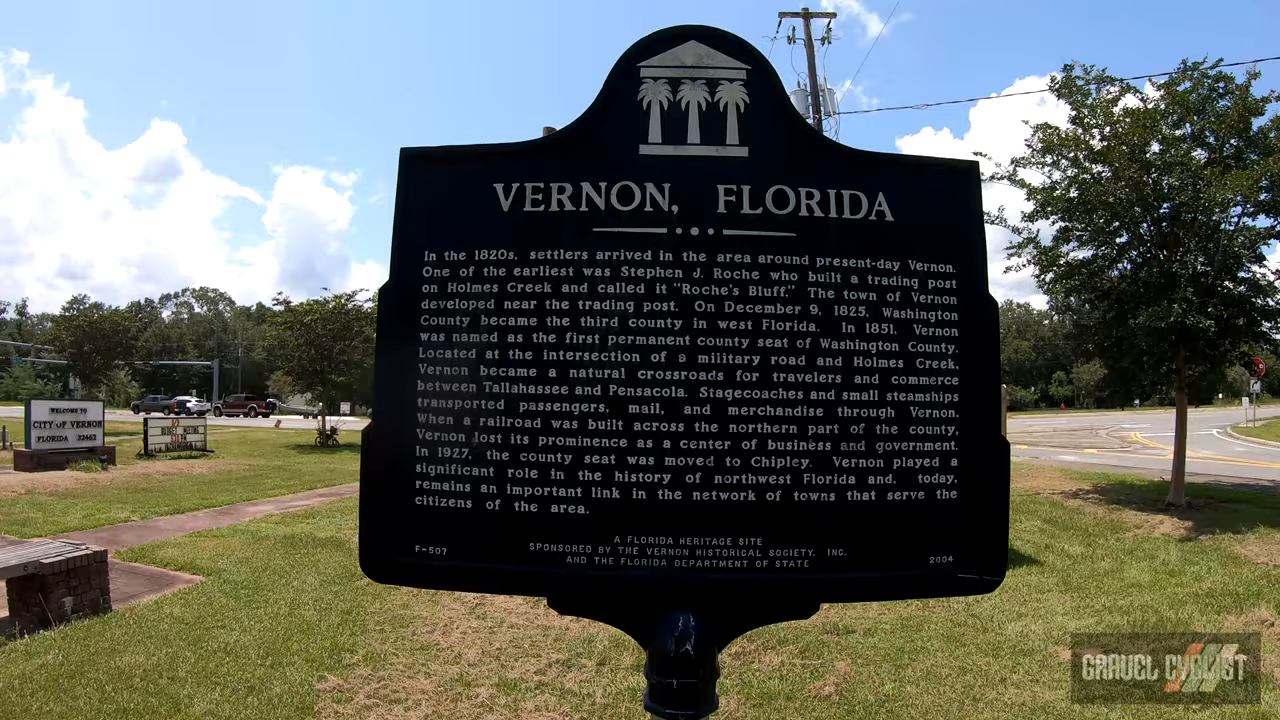 VERNON, FLORIDA
In the 1820s, settlers arrived in the area around present-day Vernon.
One of the earliest was Stephen J. Roche who built a trading post
on Holmes Creek and called it "Roche's Bluff." The town of Vernon
developed near the trading post. On December 9, 1825, Washington
County became the third county in west Florida. In 1851, Vernon
was named as the first permanent county seat of Washington County.
Located at the intersection of a military road and Holmes Creek,
Vernon became a natural crossroads for travelers and commerce
between Tallahassee and Pensacola. Stagecoaches and small steamships
transported passengers, mail, and merchandise through Vernon.
When a railroad was built across the northern part of the county,
Vernon lost its prominence as a center of business and government.
In 1927, the county seat was moved to Chipley. Vernon played a
significant role in the history of northwest Florida and, today,
remains an important link in the network of towns that serve the
citizens of the area.
A FLORIDA HERITAGE SITE
SPONSORED BY THE VERNON HISTORICAL SOCIETY, INC.
AND THE FLORIDA DEPARTMENT OF STATE
F-507
2004
WELCOME TO
CITY OF VERNON
FLORIDA 32462
GRAVEL CYCLIST